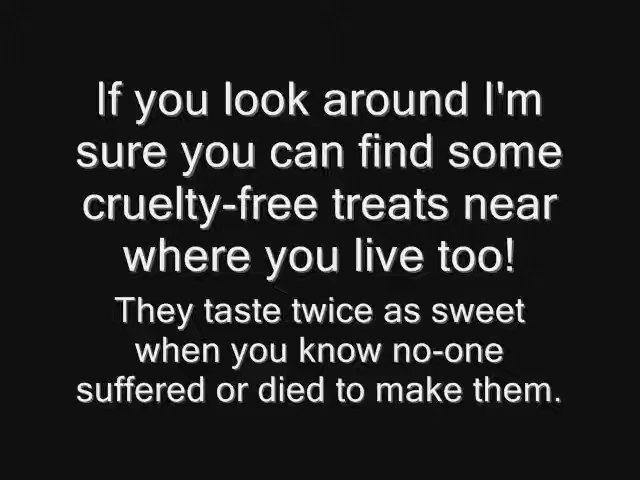 If you look around I'm
sure you can find some
cruelty-free treats near
where you live too!
They taste twice as sweet
when you know no-one
suffered or died to make them.